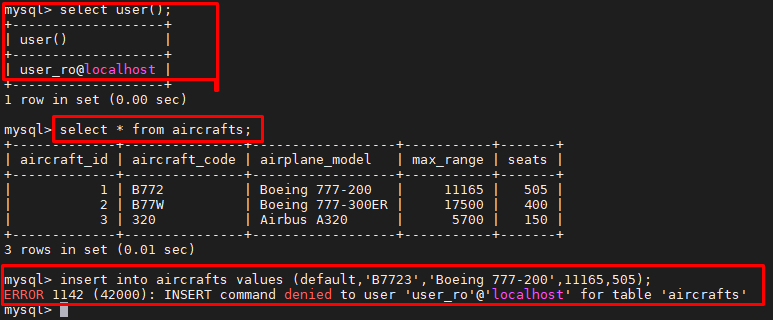 mysql> select user();
+-------------------+
| user()            |
+-------------------+
| user_ro@localhost |
+-------------------+
1 row in set (0.00 sec)
mysql> select * from aircrafts;
+-------------+---------------+-----------------+-----------+-------+
| aircraft_id | aircraft_code | airplane_model  | max_range | seats |
+-------------+---------------+-----------------+-----------+-------+
|           1 | B772          | Boeing 777-200  |     11165 |   505 |
|           2 | B77W          | Boeing 777-300ER |     17500 |   400 |
|           3 | 320           | Airbus A320     |      5700 |   150 |
+-------------+---------------+-----------------+-----------+-------+
3 rows in set (0.01 sec)
mysql> insert into aircrafts values (default,'B7723','Boeing 777-200',11165,505);
ERROR 1142 (42000): INSERT command denied to user 'user_ro'@'localhost' for table 'aircrafts'
mysql>